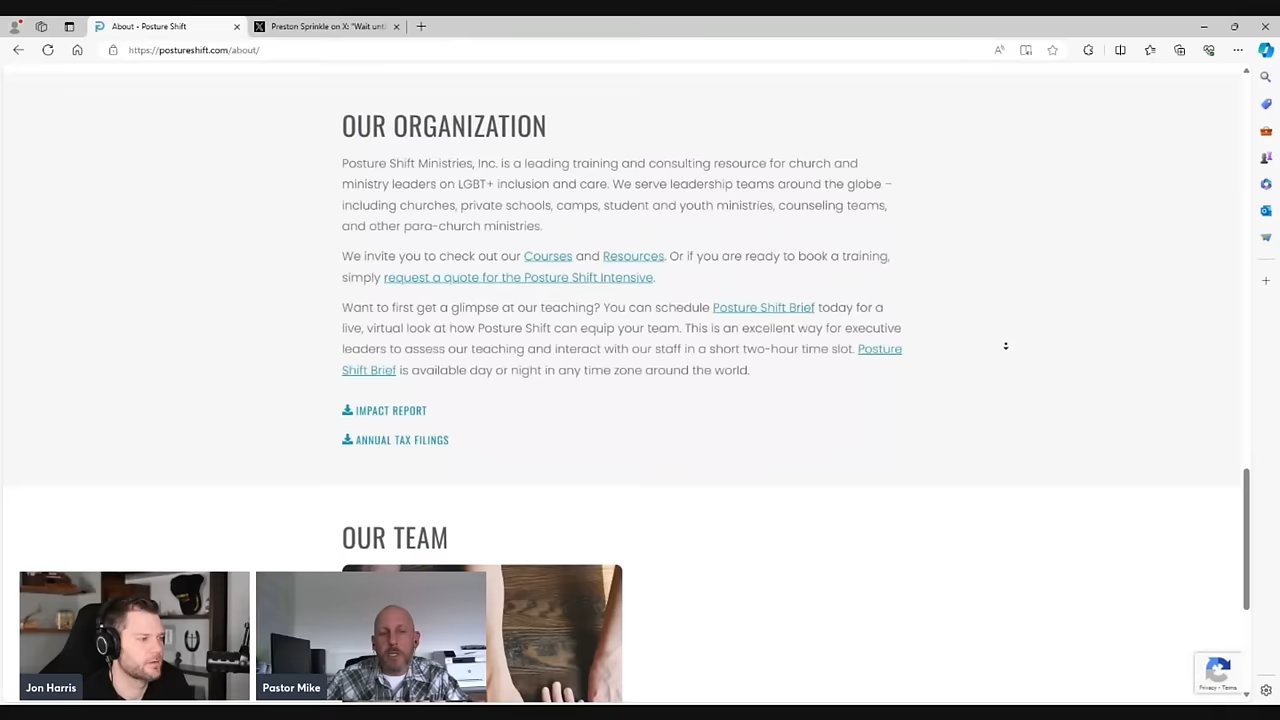 About - Posture Shift
Preston Sprinkle on X: "Wait unti
https://postureshift.com/about/
OUR ORGANIZATION
Posture Shift Ministries, Inc. is a leading training and consulting resource for church and
ministry leaders on LGBT+ inclusion and care. We serve leadership teams around the globe –
including churches, private schools, camps, student and youth ministries, counseling teams,
and other para-church ministries.
We invite you to check out our Courses and Resources. Or if you are ready to book a training,
simply request a quote for the Posture Shift Intensive.
Want to first get a glimpse at our teaching? You can schedule Posture Shift Brief today for a
live, virtual look at how Posture Shift can equip your team. This is an excellent way for executive
leaders to assess our teaching and interact with our staff in a short two-hour time slot. Posture
Shift Brief is available day or night in any time zone around the world.
IMPACT REPORT
ANNUAL TAX FILINGS
OUR TEAM
Jon Harris
Pastor Mike
Privacy - Terms